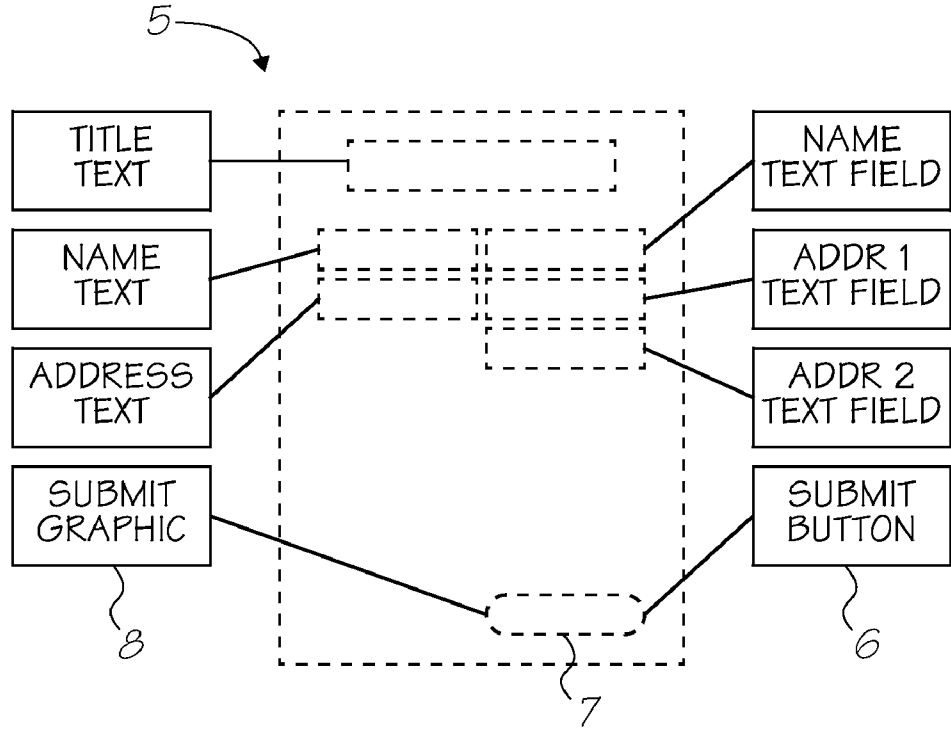 5
TITLE
TEXT
NAME
TEXT
ADDRESS
TEXT
SUBMIT
GRAPHIC
8
NAME
TEXT FIELD
ADDR 1
TEXT FIELD
ADDR 2
TEXT FIELD
SUBMIT
BUTTON
6
7